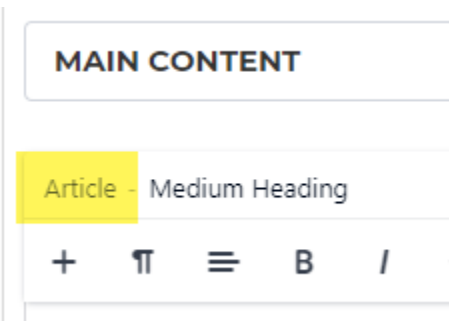 MAIN CONTENT
Article - Medium Heading
+ ¶ B I